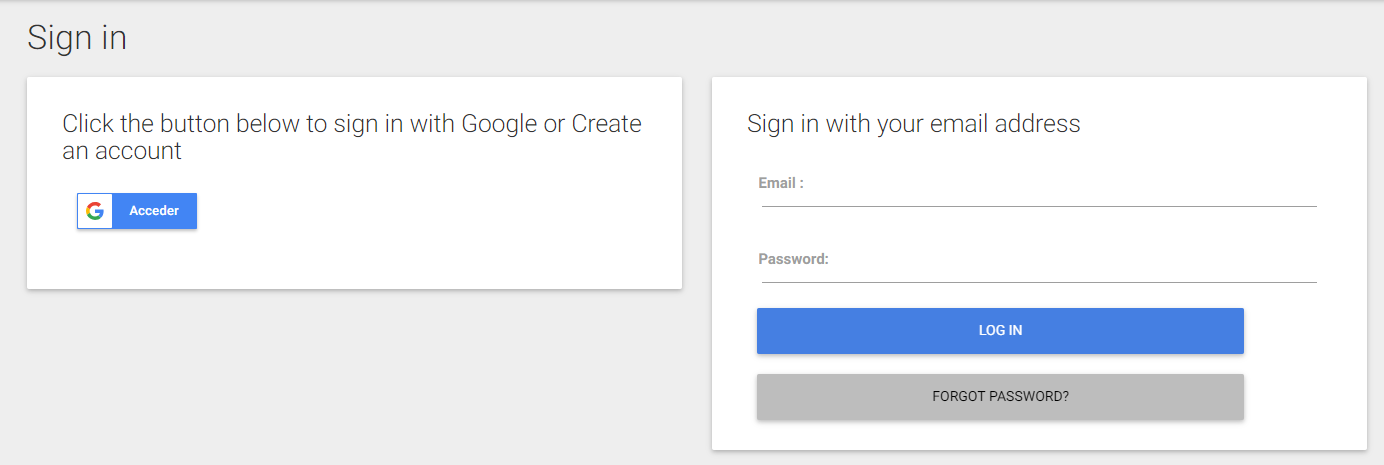 Sign in
Click the button below to sign in with Google or Create
an account
Acceder
Sign in with your email address
Email :
Password:
LOG IN
FORGOT PASSWORD?